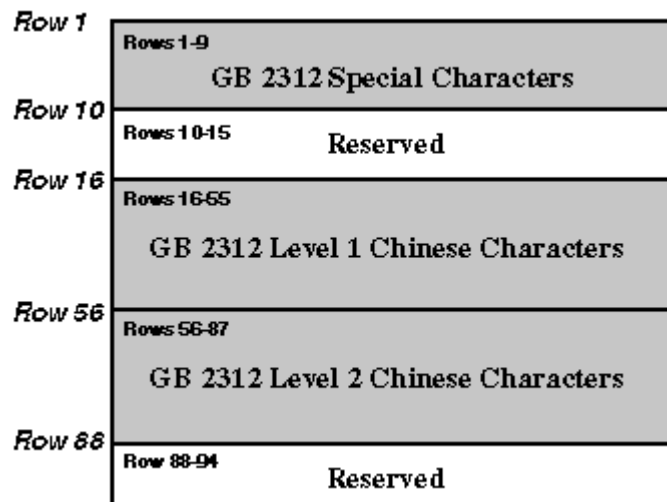 Row 1
Rows 1-9
GB 2312 Special Characters
Row 10
Rows 10-15
Reserved
Row 16
Rows 16-55
GB 2312 Level 1 Chinese Characters
Row 56
Rows 56-87
GB 2312 Level 2 Chinese Characters
Row 88
Row 88-94
Reserved